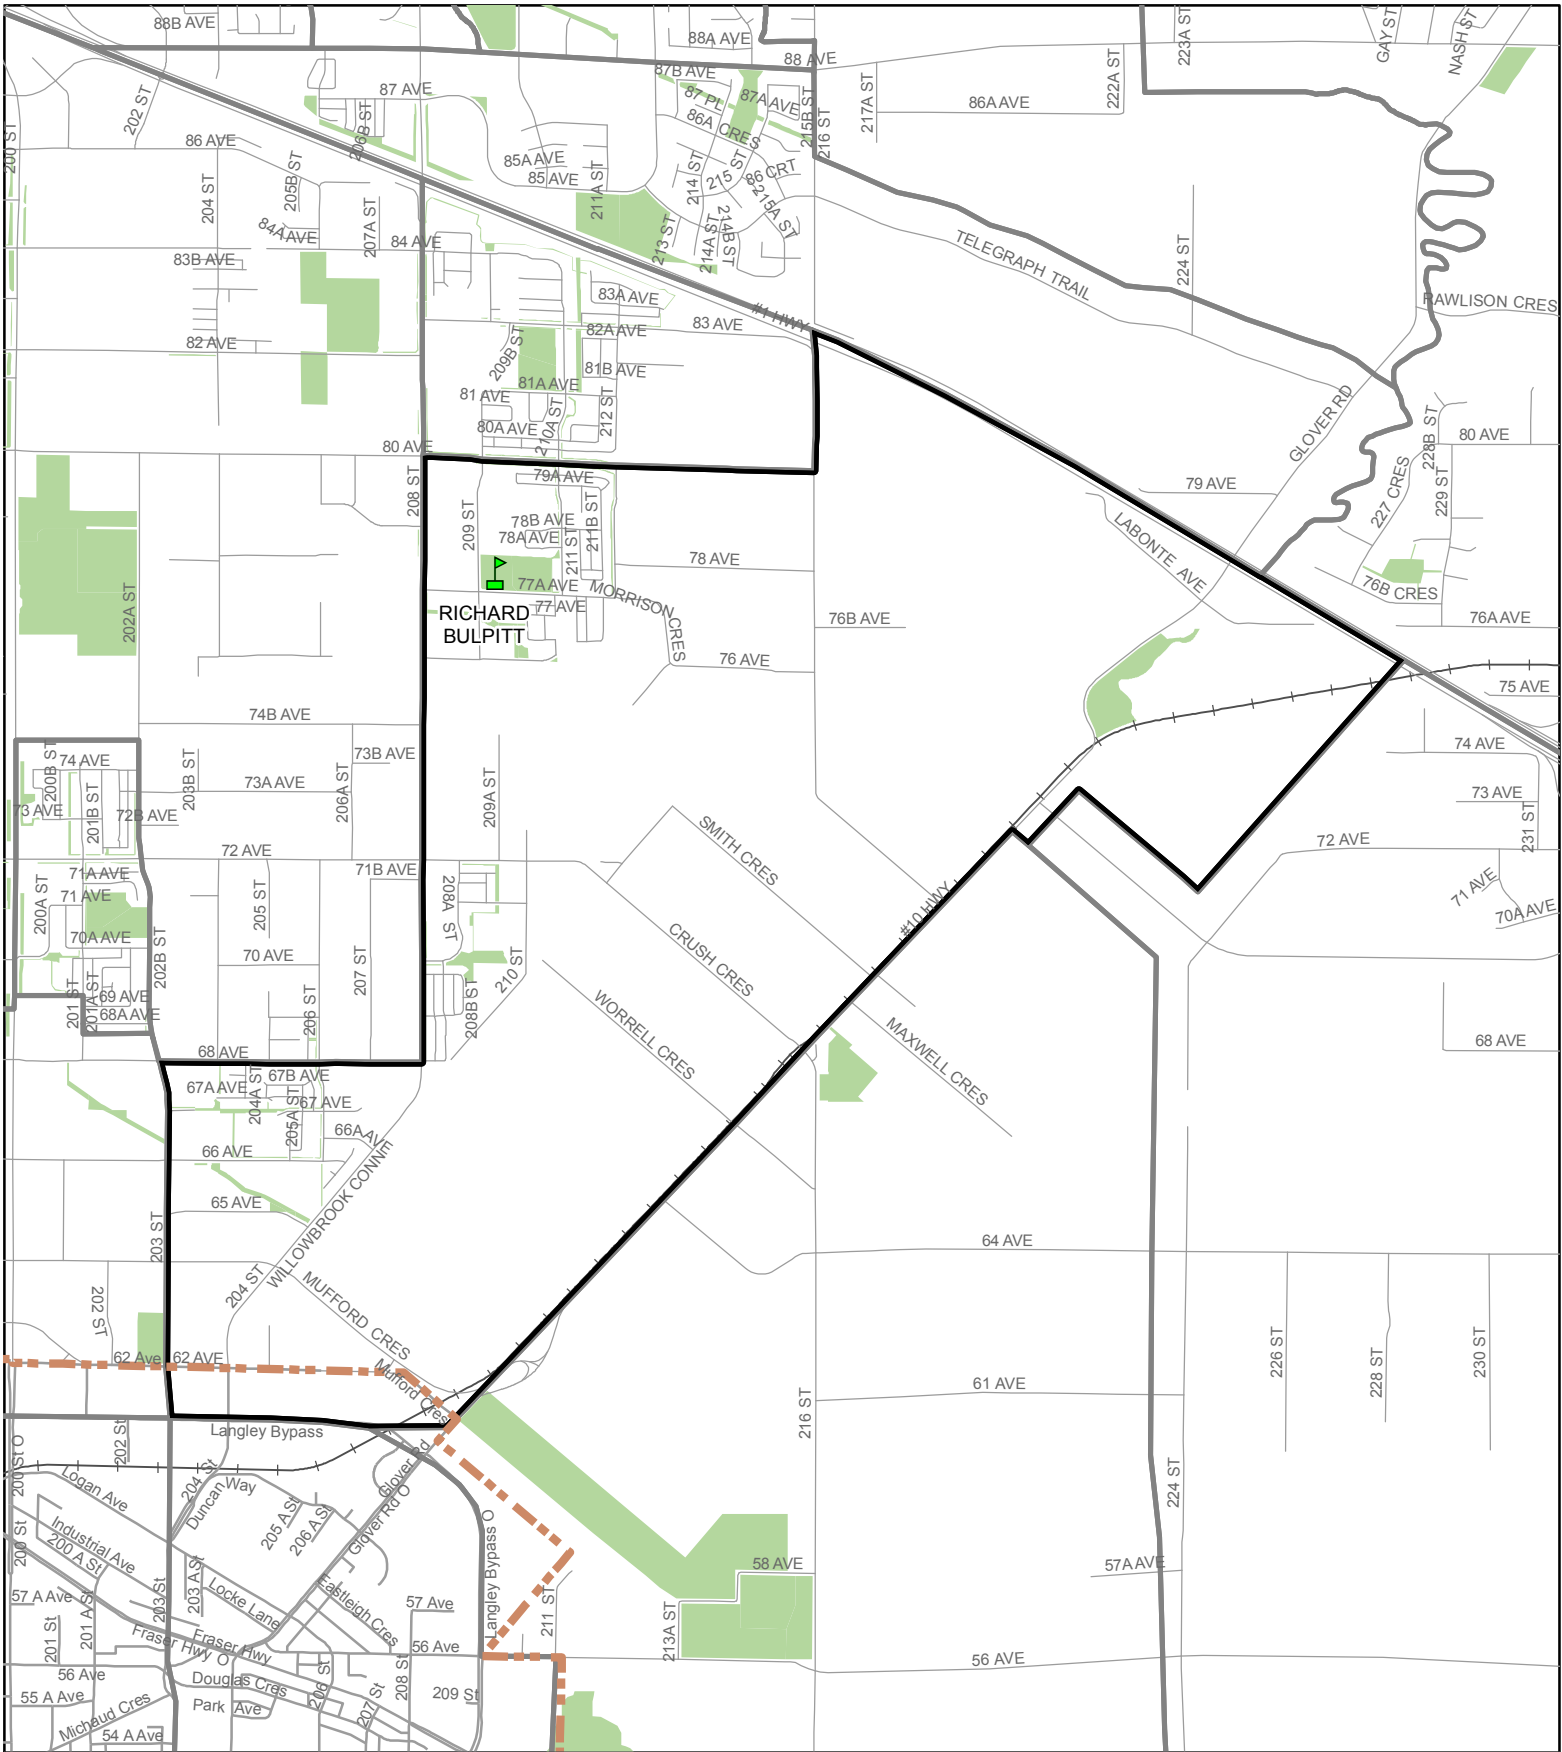 88B AVE
88A AVE
88 AVE
223A ST
GAY ST
NASH ST
87B AVE
87 AVE
87 PL
87A AVE
86A CRES
215B ST
216 ST
217A ST
86A AVE
222A ST
202 ST
200 ST
86 AVE
206B ST
205B ST
204 ST
207A ST
85A AVE
85 AVE
211A ST
214 ST
215 ST
86 CRT
215A ST
213 ST
214A ST
214B ST
84A AVE
84 AVE
83B AVE
TELEGRAPH TRAIL
224 ST
RAWLISON CRES
83A AVE
#1 HWY
82A AVE
83 AVE
82 AVE
209B ST
81B AVE
81A AVE
81 AVE
212 ST
210A ST
80A AVE
80 AVE
GLOVER RD
228B ST
80 AVE
208 ST
79A AVE
79 AVE
227 CRES
229 ST
209 ST
78B AVE
78A AVE
211 ST
211B ST
78 AVE
LABONTE AVE
77A AVE
MORRISON CRES
77 AVE
RICHARD
BULPITT
76B CRES
76B AVE
76A AVE
202A ST
76 AVE
75 AVE
74B AVE
74 AVE
200B ST
203B ST
73B AVE
74 AVE
73A AVE
206A ST
209A ST
73 AVE
201B ST
72B AVE
73 AVE
231 ST
SMITH CRES
72 AVE
72 AVE
71A AVE
71B AVE
71 AVE
200A ST
205 ST
208A ST
#10 HWY
71 AVE
70A AVE
70A AVE
202B ST
70 AVE
207 ST
210 ST
CRUSH CRES
69 AVE
201 ST
201A ST
68A AVE
206 ST
208B ST
WORRELL CRES
MAXWELL CRES
68 AVE
68 AVE
67B AVE
67A AVE
204A ST
205A ST
67 AVE
66A AVE
66 AVE
WILLOWBROOK CONNE
65 AVE
203 ST
64 AVE
204 ST
202 ST
MUFFORD CRES
226 ST
228 ST
230 ST
62 Ave
62 AVE
Mufford Cres
61 AVE
216 ST
202 St
Langley Bypass
200 St O
Logan Ave
204 St
Duncan Way
Glover Rd
Glover Rd O
205 A St
206 A St
224 ST
Langley Bypass O
200 St
Industrial Ave
200 A St
58 AVE
57A AVE
57 A Ave
201 A St
203 St
203 A St
Locke Lane
Eastleigh Cres
57 Ave
211 ST
213A ST
201 St
Fraser Hwy O
Fraser Hwy
56 Ave
56 AVE
56 Ave
Douglas Cres
206 St
208 St
207 St
209 St
55 A Ave
Park Ave
Michaud Cres
54 A Ave